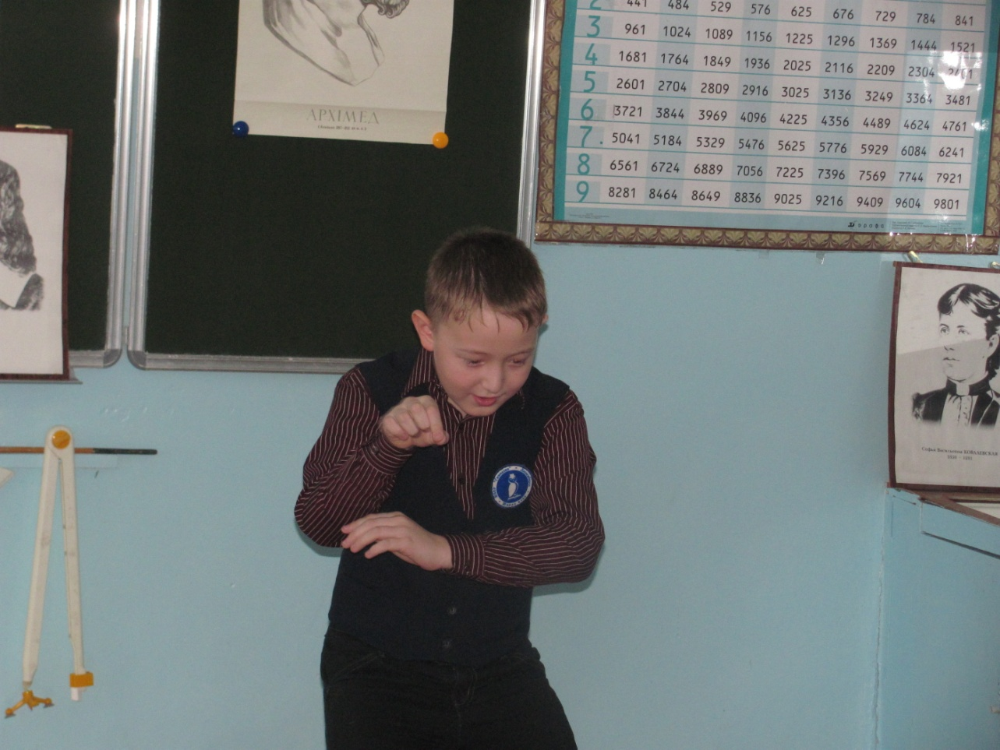 АРХІМЕД
2 441 484 529 576 625 676 729 784 841
3 961 1024 1089 1156 1225 1296 1369 1444 1521
4 1681 1764 1849 1936 2025 2116 2209 2304 2401
5 2601 2704 2809 2916 3025 3136 3249 3364 3481
6 3721 3844 3969 4096 4225 4356 4489 4624 4761
7 5041 5184 5329 5476 5625 5776 5929 6084 6241
8 6561 6724 6889 7056 7225 7396 7569 7744 7921
9 8281 8464 8649 8836 9025 9216 9409 9604 9801
дрофа
Софья Васильевна КОВАЛЕВСКАЯ